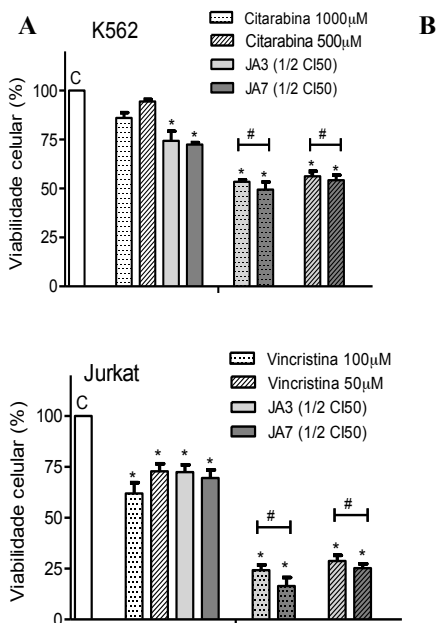 A
B
K562
Citarabina 1000µM
Citarabina 500µM
JA3 (1/2 CI50)
JA7 (1/2 CI50)
Viabilidade celular (%)
100
75
50
25
0
C
* *
# #
* * * *
Jurkat
Vincristina 100µM
Vincristina 50µM
JA3 (1/2 CI50)
JA7 (1/2 CI50)
Viabilidade celular (%)
100
75
50
25
0
C
* * * *
# #
* * * *